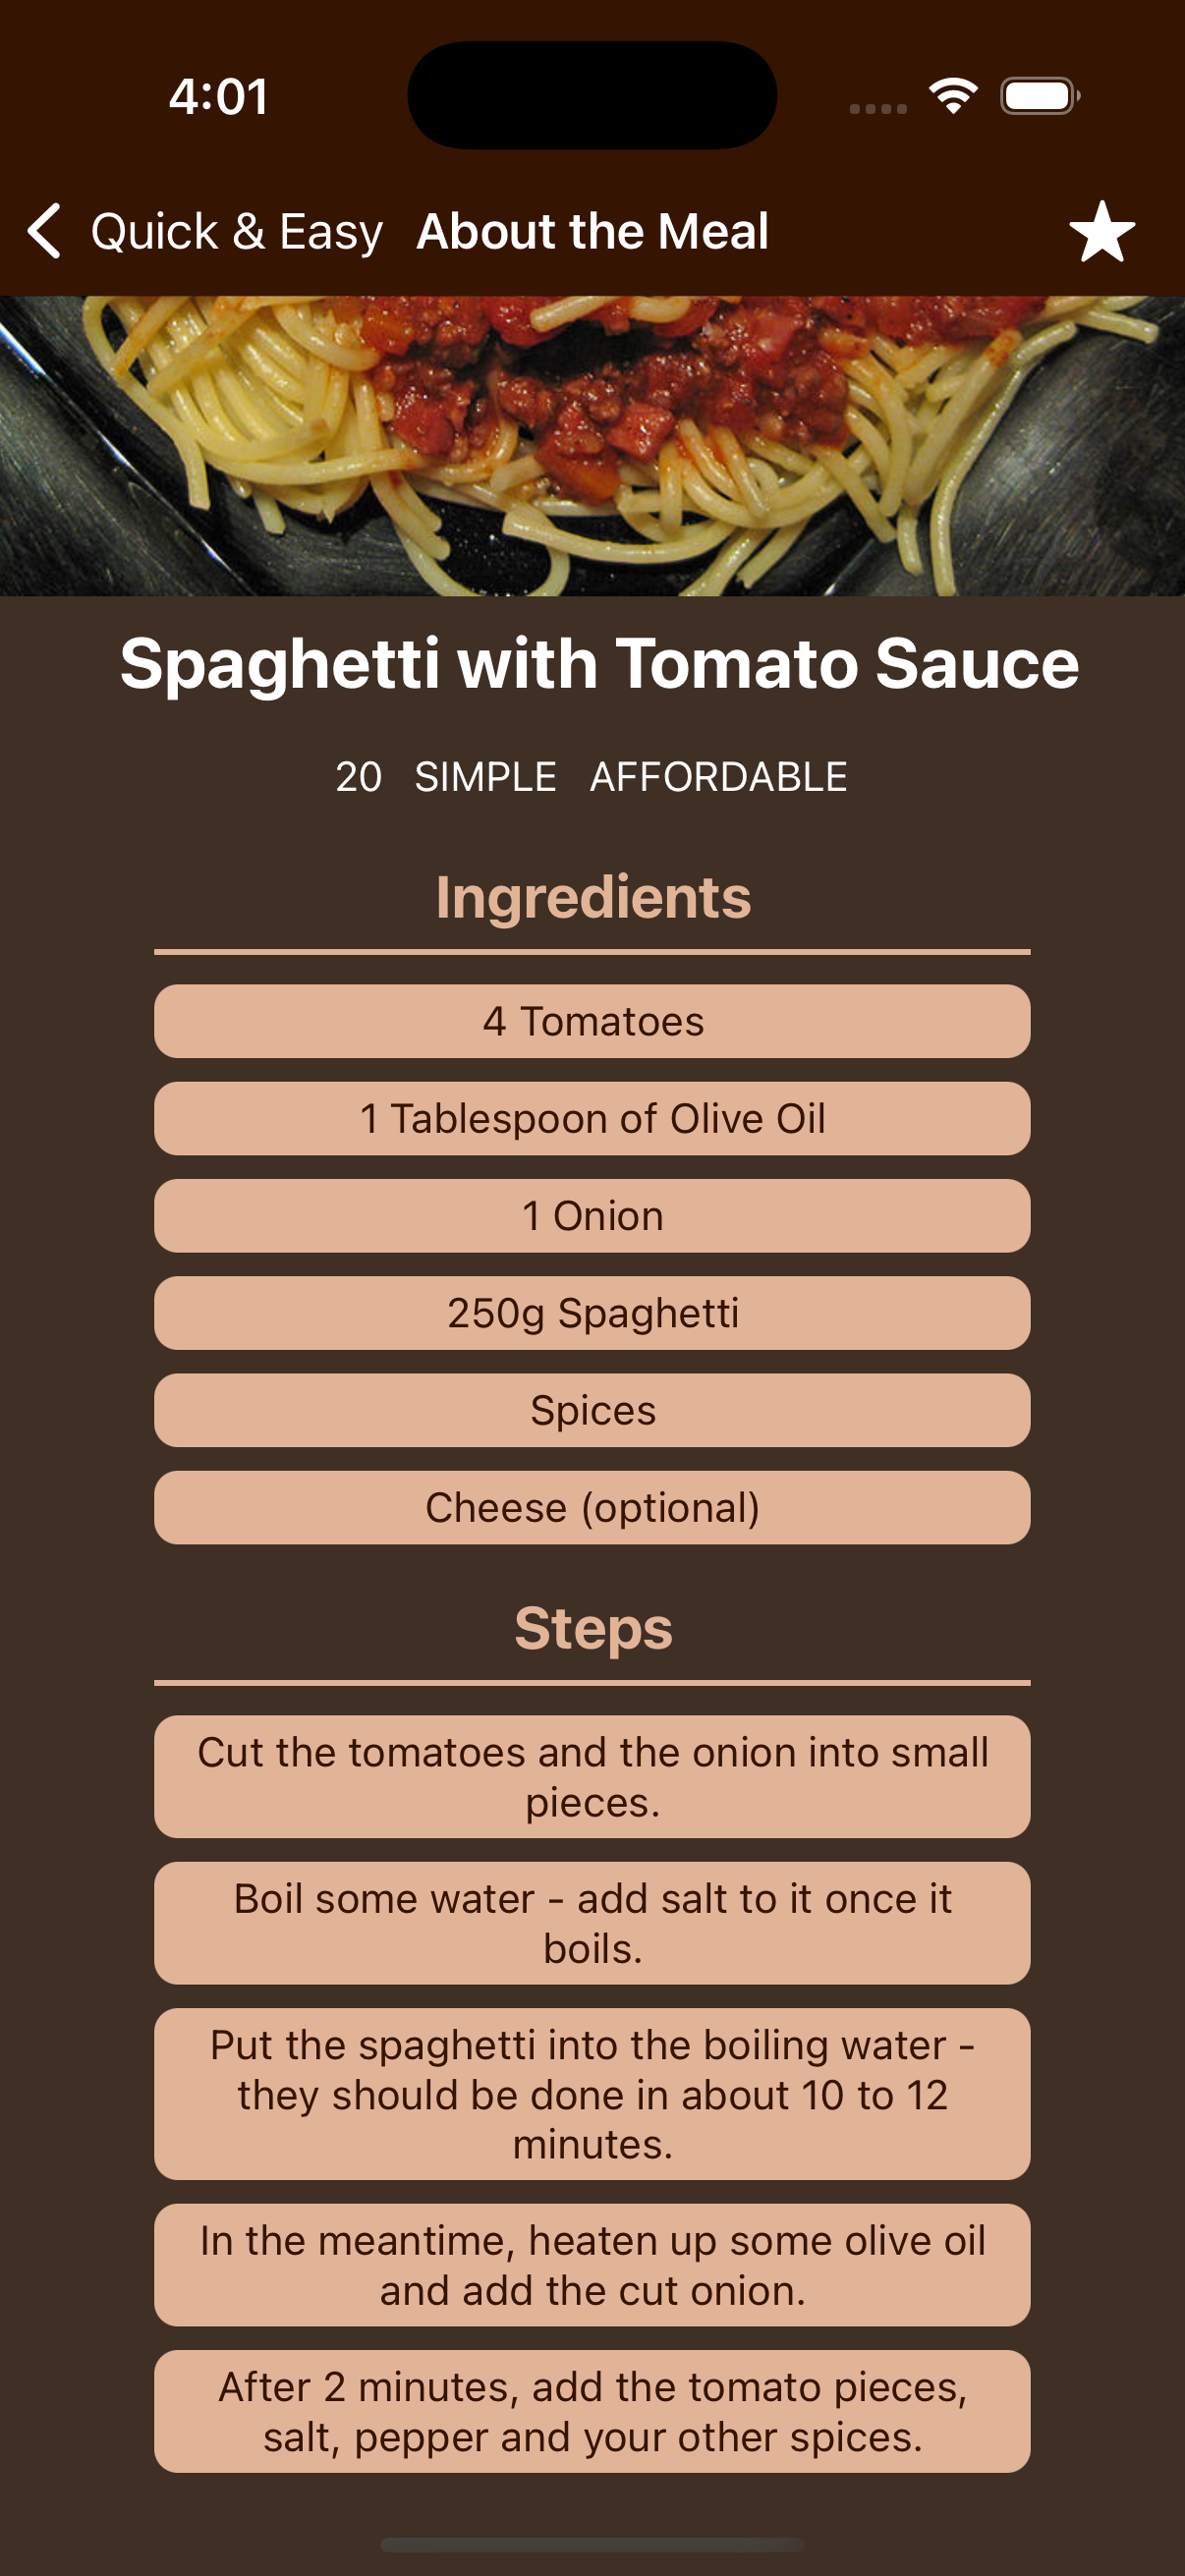 4:01
Quick & Easy About the Meal
Spaghetti with Tomato Sauce
20 SIMPLE AFFORDABLE
Ingredients
4 Tomatoes
1 Tablespoon of Olive Oil
1 Onion
250g Spaghetti
Spices
Cheese (optional)
Steps
Cut the tomatoes and the onion into small
pieces.
Boil some water - add salt to it once it
boils.
Put the spaghetti into the boiling water -
they should be done in about 10 to 12
minutes.
In the meantime, heaten up some olive oil
and add the cut onion.
After 2 minutes, add the tomato pieces,
salt, pepper and your other spices.